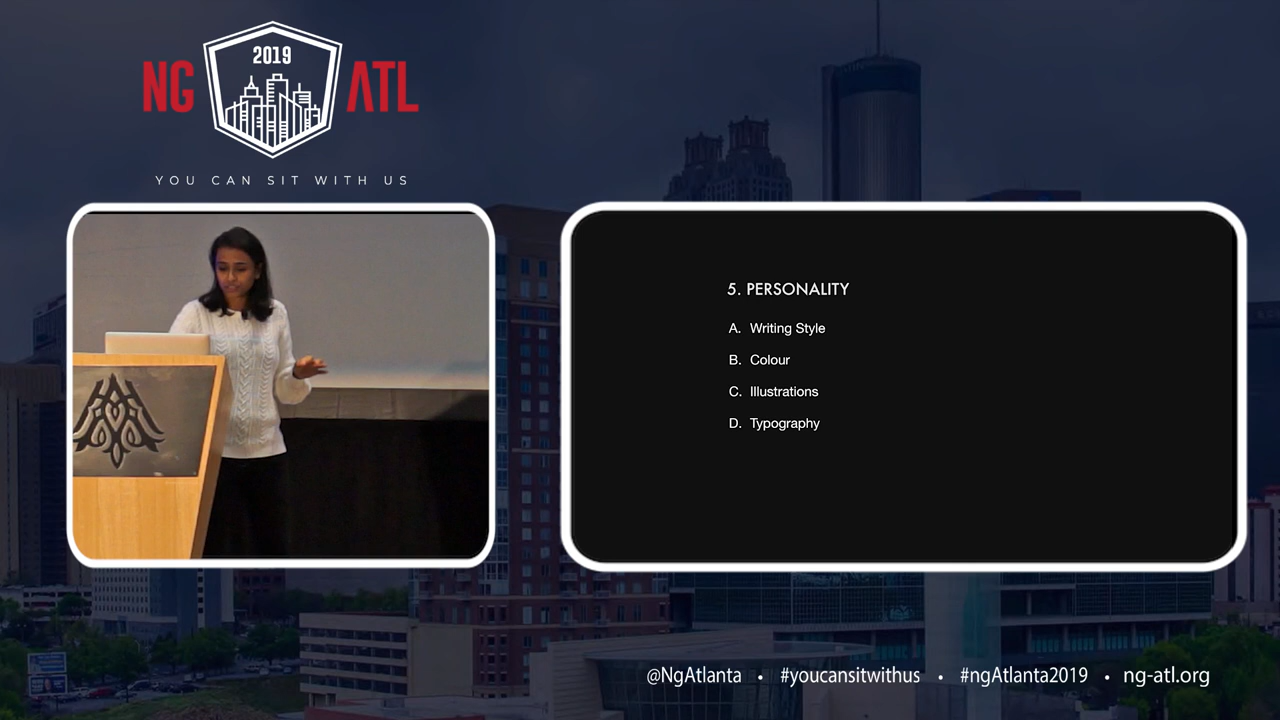 2019
NG ATL
YOU CAN SIT WITH US
5. PERSONALITY
A. Writing Style
B. Colour
C. Illustrations
D. Typography
@NgAtlanta • #youcansitwithus • #ngAtlanta2019 • ng-atl.org